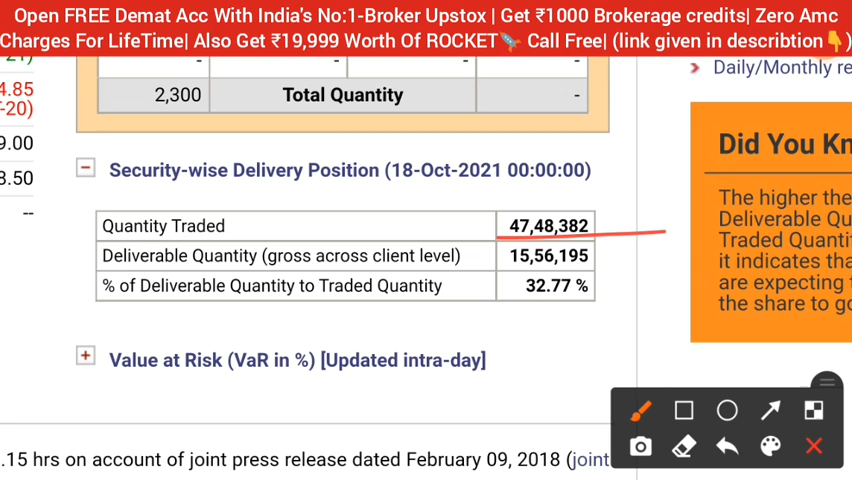 Open FREE Demat Acc With India's No:1-Broker Upstox | Get ₹1000 Brokerage credits| Zero Amc
Charges For LifeTime| Also Get ₹19,999 Worth Of ROCKET🚀 Call Free| (link given in describtion👇)
4.85
-20)
9.00
8.50
--
- - - -
2,300 Total Quantity -
Security-wise Delivery Position (18-Oct-2021 00:00:00)
Quantity Traded 47,48,382
Deliverable Quantity (gross across client level) 15,56,195
% of Deliverable Quantity to Traded Quantity 32.77 %
Value at Risk (VaR in %) [Updated intra-day]
.15 hrs on account of joint press release dated February 09, 2018 (joint
Daily/Monthly re
Did You Kn
The higher the
Deliverable Qu
Traded Quanti
it indicates tha
are expecting
the share to go